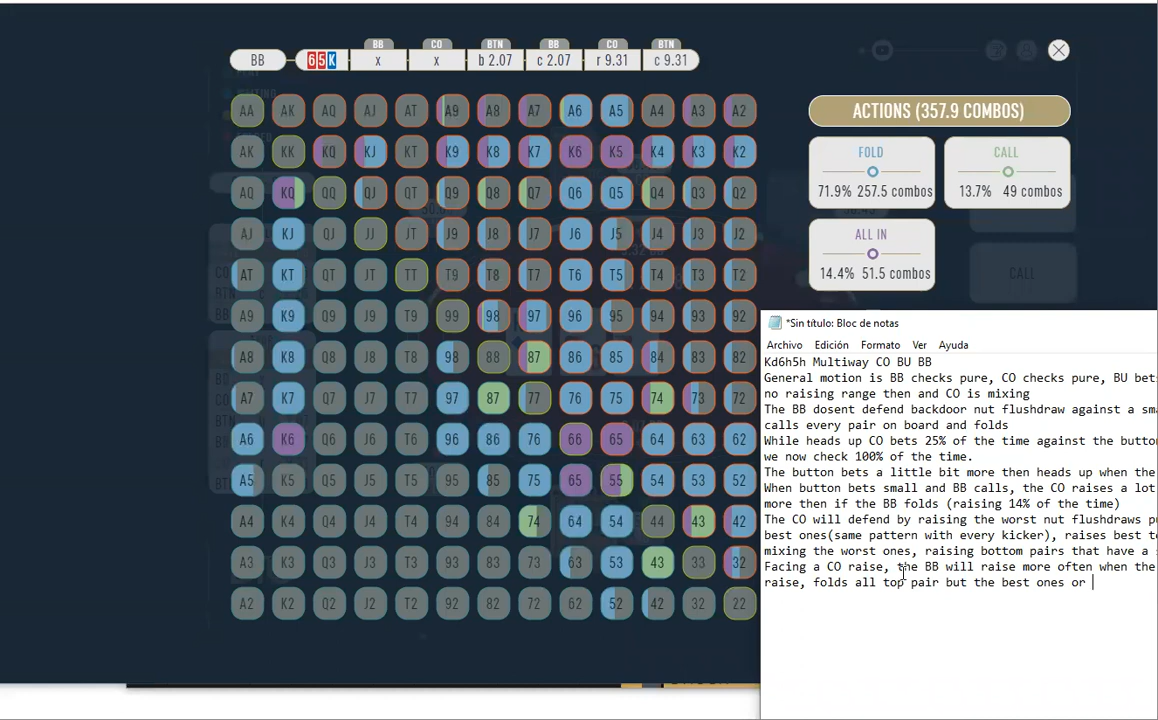 BB CO BTN BB CO BTN
BB 65K x x b 2.07 c 2.07 r 9.31 c 9.31
AA AK AQ AJ AT A9 A8 A7 A6 A5 A4 A3 A2
AK KK KQ KJ KT K9 K8 K7 K6 K5 K4 K3 K2
AQ KQ QQ QJ QT Q9 Q8 Q7 Q6 Q5 Q4 Q3 Q2
AJ KJ QJ JJ JT J9 J8 J7 J6 J5 J4 J3 J2
AT KT QT JT TT T9 T8 T7 T6 T5 T4 T3 T2
A9 K9 Q9 J9 T9 99 98 97 96 95 94 93 92
A8 K8 Q8 J8 T8 98 88 87 86 85 84 83 82
A7 K7 Q7 J7 T7 97 87 77 76 75 74 73 72
A6 K6 Q6 J6 T6 96 86 76 66 65 64 63 62
A5 K5 Q5 J5 T5 95 85 75 65 55 54 53 52
A4 K4 Q4 J4 T4 94 84 74 64 54 44 43 42
A3 K3 Q3 J3 T3 93 83 73 63 53 43 33 32
A2 K2 Q2 J2 T2 92 82 72 62 52 42 32 22
ACTIONS (357.9 COMBOS)
FOLD
71.9% 257.5 combos
CALL
13.7% 49 combos
ALL IN
14.4% 51.5 combos
CALL
*Sin título: Bloc de notas
Archivo Edición Formato Ver Ayuda
Kd6h5h Multiway CO BU BB
General motion is BB checks pure, CO checks pure, BU bet
no raising range then and CO is mixing
The BB dosent defend backdoor nut flushdraw against a sm
calls every pair on board and folds
While heads up CO bets 25% of the time against the butto
we now check 100% of the time.
The button bets a little bit more then heads up when the
When button bets small and BB calls, the CO raises a lot
more then if the BB folds (raising 14% of the time)
The CO will defend by raising the worst nut flushdraws p
best ones(same pattern with every kicker), raises best t
mixing the worst ones, raising bottom pairs that have a
Facing a CO raise, the BB will raise more often when the
raise, folds all top pair but the best ones or